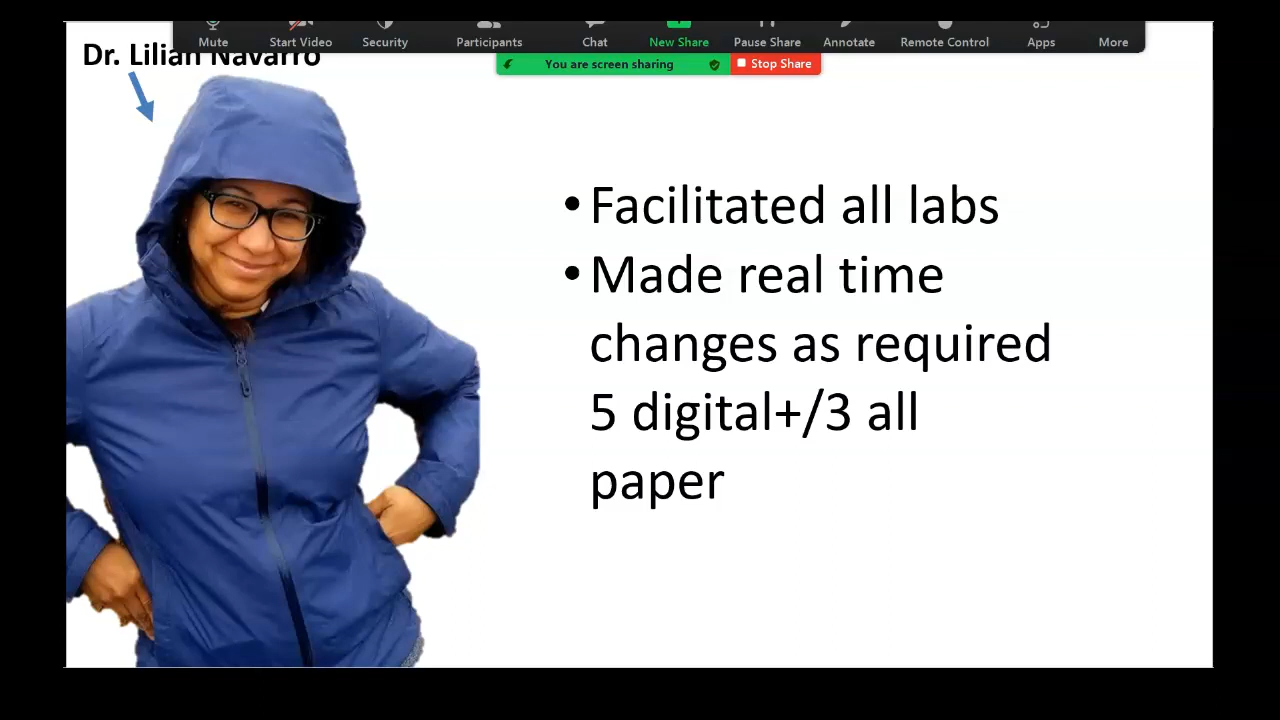 Mute Start Video Security Participants Chat New Share Pause Share Annotate Remote Control Apps More
Dr. Lilian Navarro
You are screen sharing Stop Share
• Facilitated all labs
• Made real time
changes as required
5 digital+/3 all
paper